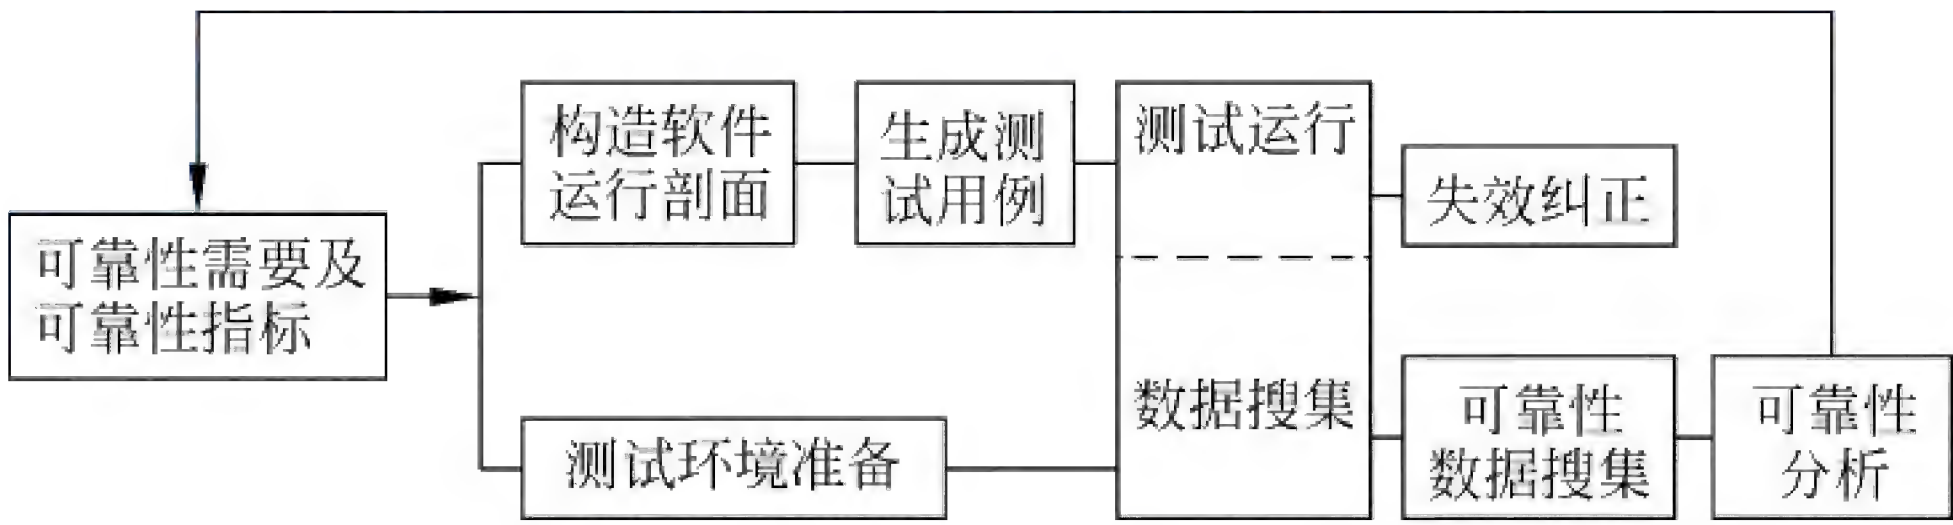 可靠性需要及
可靠性指标
构造软件
运行剖面
生成测
试用例
测试环境准备
测试运行
数据搜集
失效纠正
可靠性
数据搜集
可靠性
分析